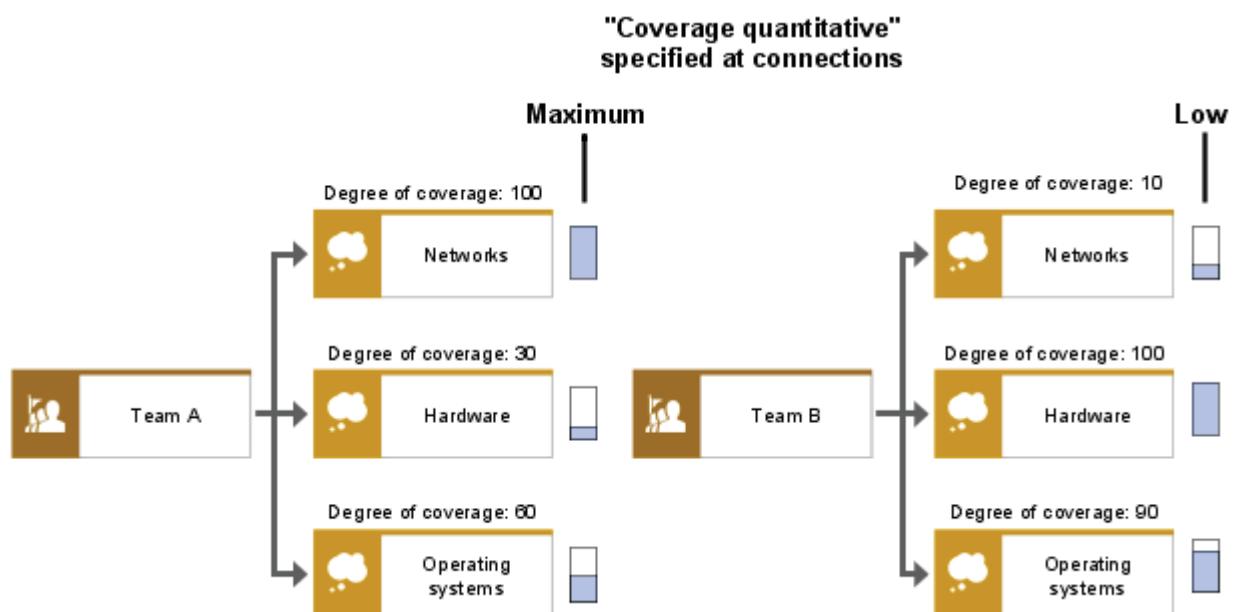 "Coverage quantitative"
specified at connections
Maximum
Low
Degree of coverage: 100
Networks
Degree of coverage: 10
Networks
Degree of coverage: 30
Hardware
Degree of coverage: 100
Hardware
Team A
Team B
Degree of coverage: 60
Operating
systems
Degree of coverage: 90
Operating
systems